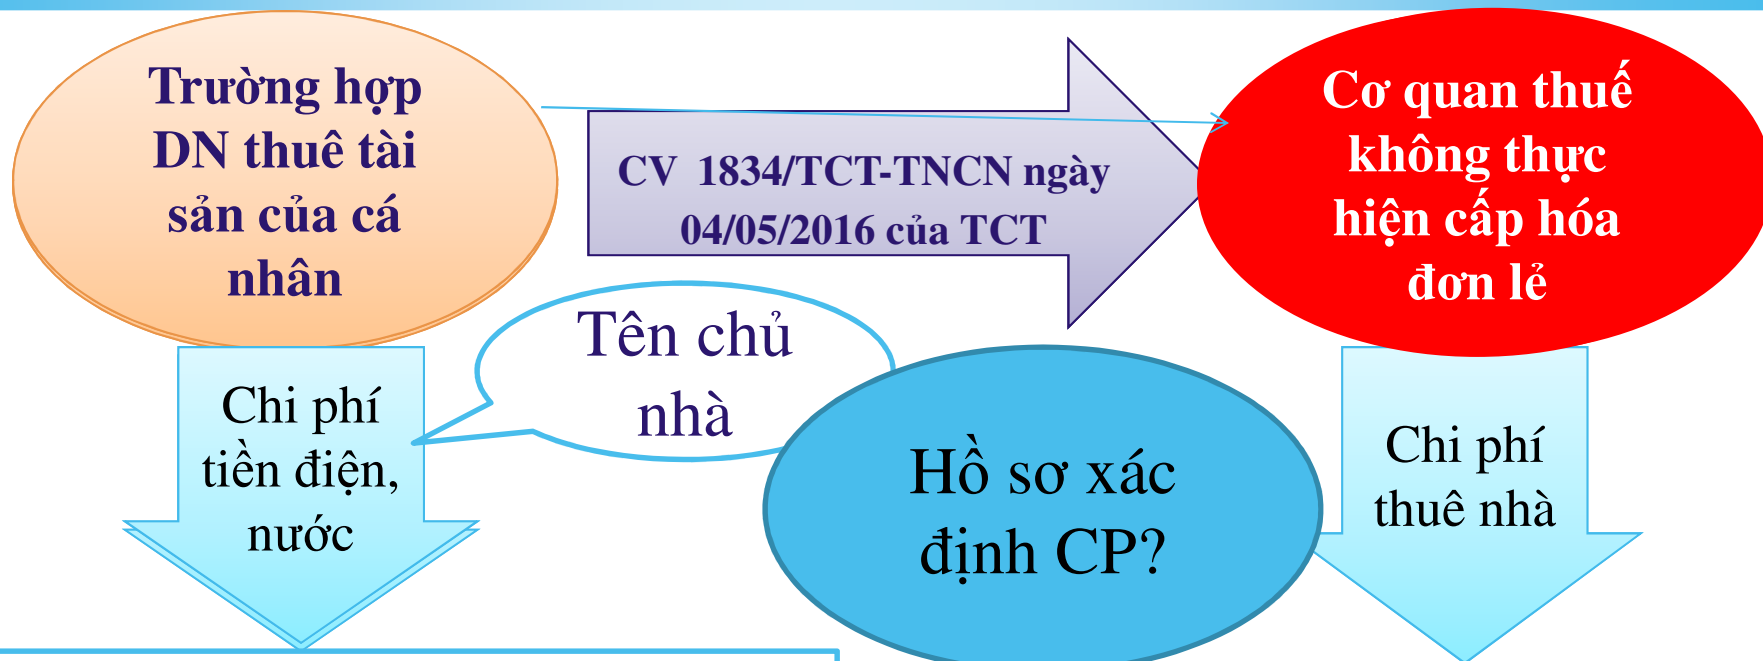 Trường hợp
DN thuê tài
sản của cá
nhân
CV 1834/TCT-TNCN ngày
04/05/2016 của TCT
Cơ quan thuế
không thực
hiện cấp hóa
đơn lẻ
Tên chủ
nhà
Chi phí
tiền điện,
nước
Hồ sơ xác
định CP?
Chi phí
thuê nhà